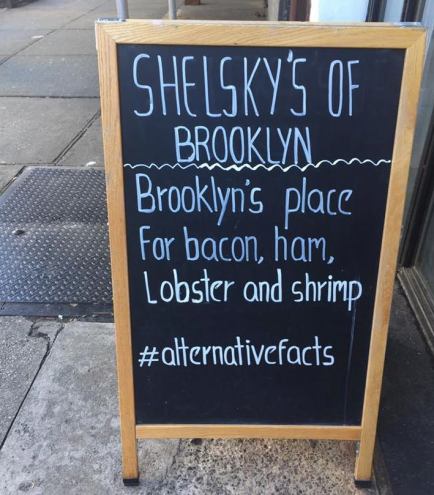 SHELSKY'S OF
BROOKLYN
Brooklyn's place
For bacon, ham,
Lobster and shrimp
#alternativefacts